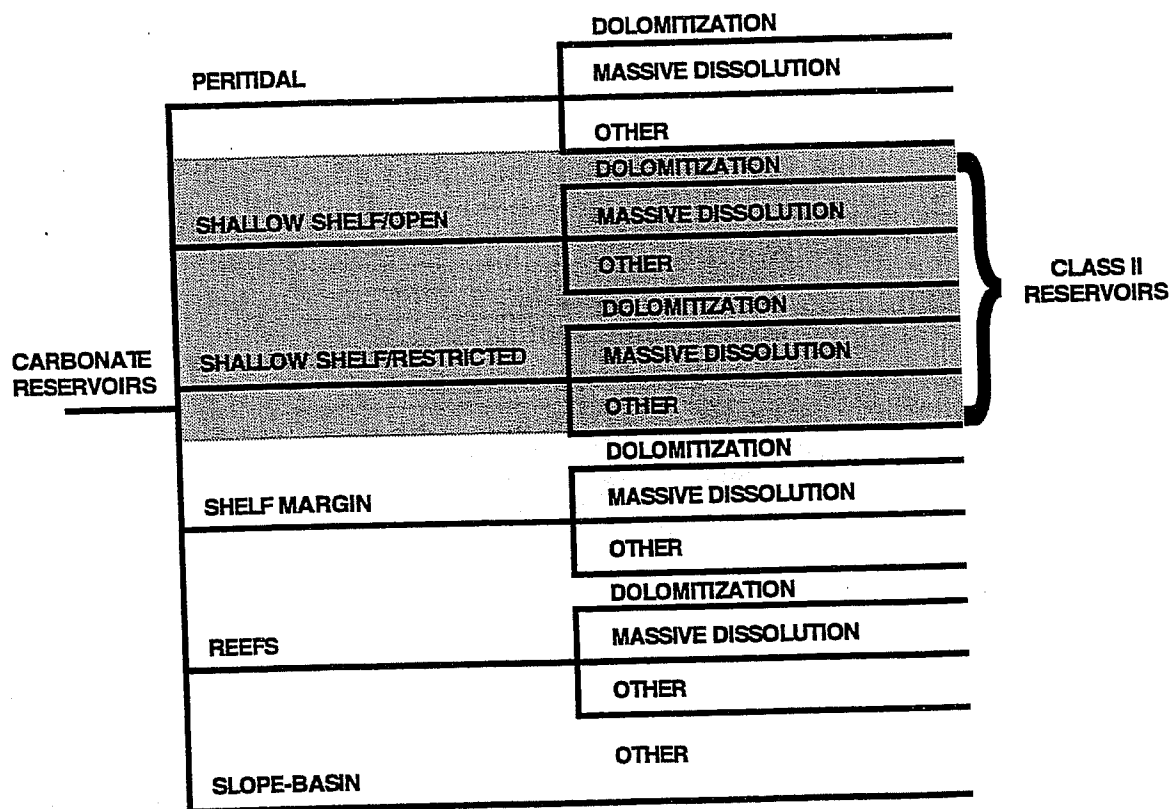 DOLOMITIZATION
PERITIDAL
MASSIVE DISSOLUTION
OTHER
DOLOMITIZATION
SHALLOW SHELF/OPEN
MASSIVE DISSOLUTION
OTHER
DOLOMITIZATION
SHALLOW SHELF/RESTRICTED
MASSIVE DISSOLUTION
OTHER
CLASS II
RESERVOIRS
CARBONATE
RESERVOIRS
DOLOMITIZATION
SHELF MARGIN
MASSIVE DISSOLUTION
OTHER
DOLOMITIZATION
REEFS
MASSIVE DISSOLUTION
OTHER
OTHER
SLOPE-BASIN